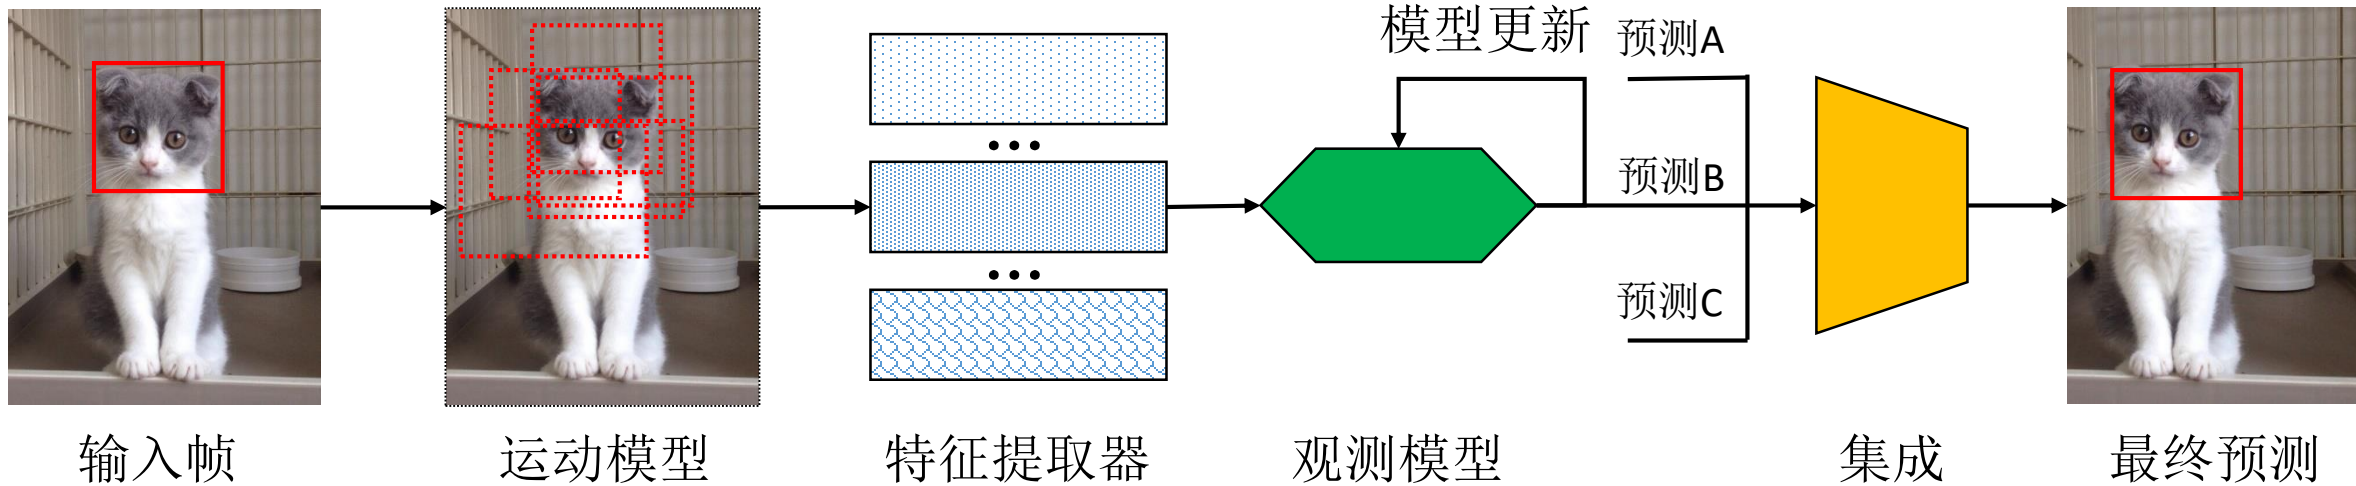 模型更新
预测A
预测B
预测C
输入帧
运动模型
特征提取器
观测模型
集成
最终预测